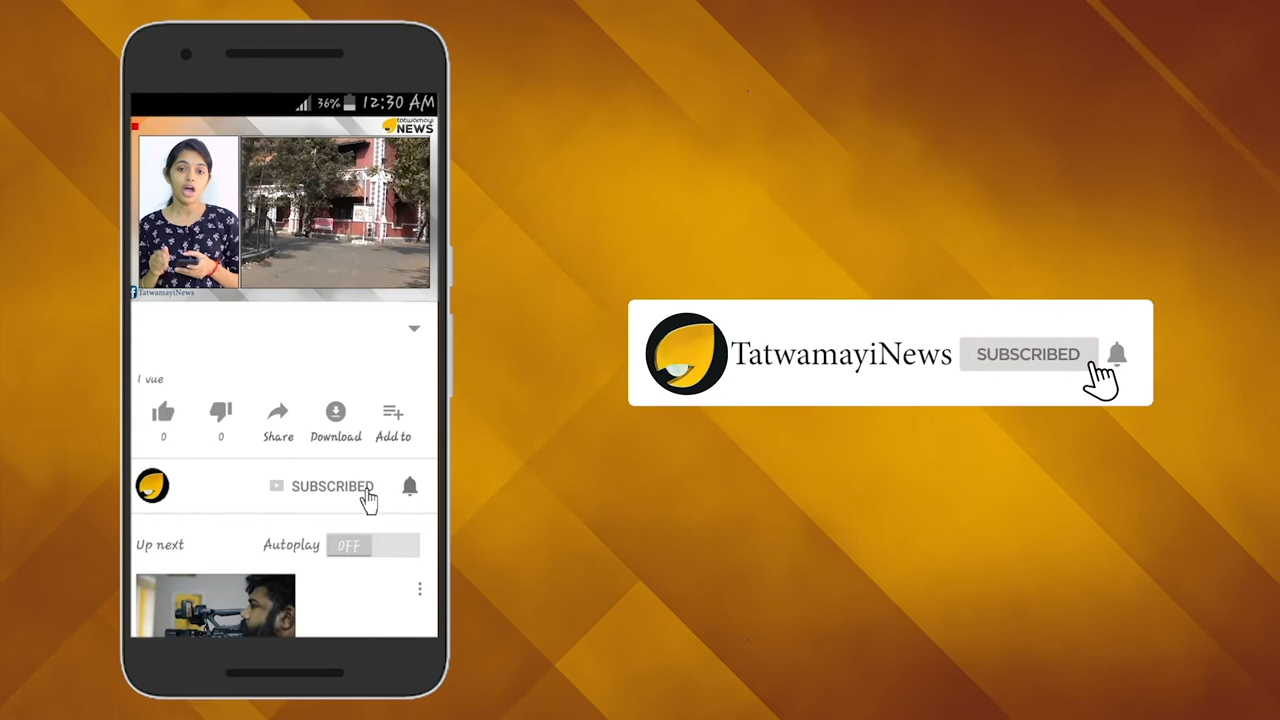 36% 12:30 AM
tatwamayi
NEWS
TatwamayiNews
1 vue
0 0 Share Download Add to
SUBSCRIBED
Up next Autoplay OFF
TatwamayiNews SUBSCRIBED